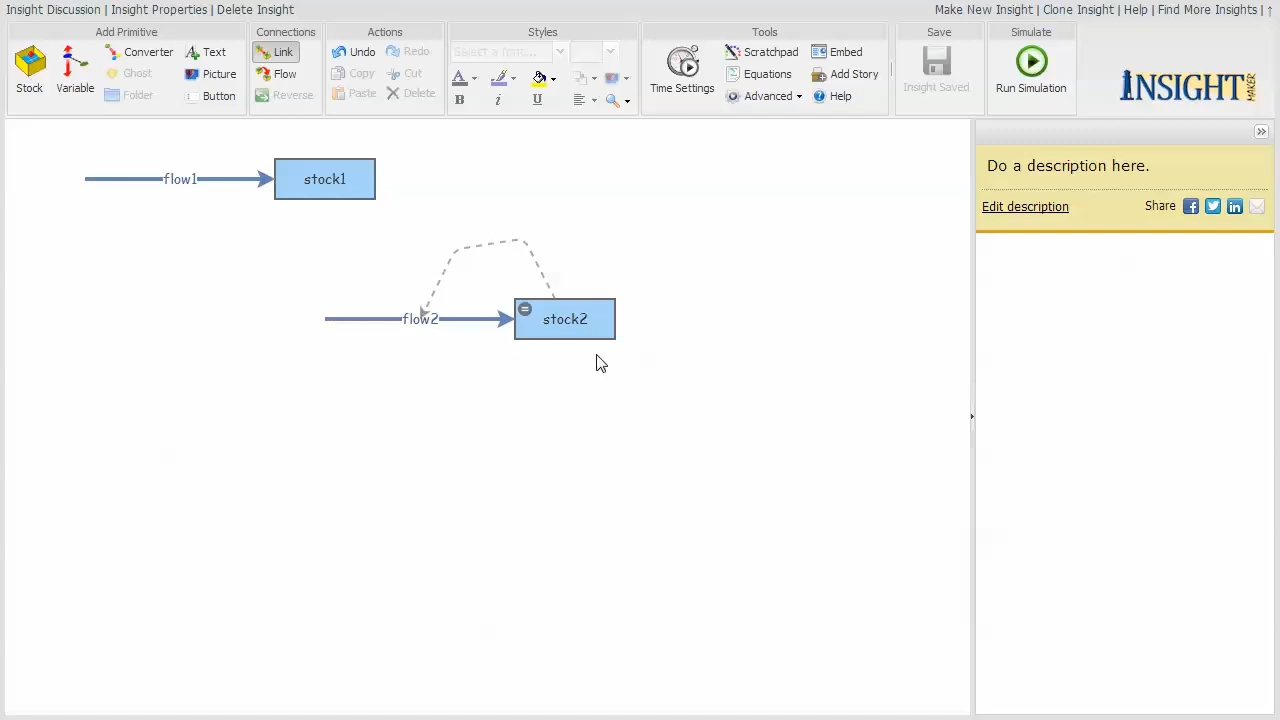 Insight Discussion | Insight Properties | Delete Insight
Make New Insight | Clone Insight | Help | Find More Insights | ↑
Add Primitive
Connections
Actions
Styles
Tools
Save
Simulate
Stock
Variable
Converter
Ghost
Folder
Text
Picture
Button
Link
Flow
Reverse
Undo
Redo
Copy
Cut
Paste
Delete
Select a font...
A
B
i
U
Time Settings
Scratchpad
Equations
Advanced
Embed
Add Story
Help
Insight Saved
Run Simulation
INSIGHT MAKER
flow1
stock1
flow2
stock2
Do a description here.
Edit description
Share